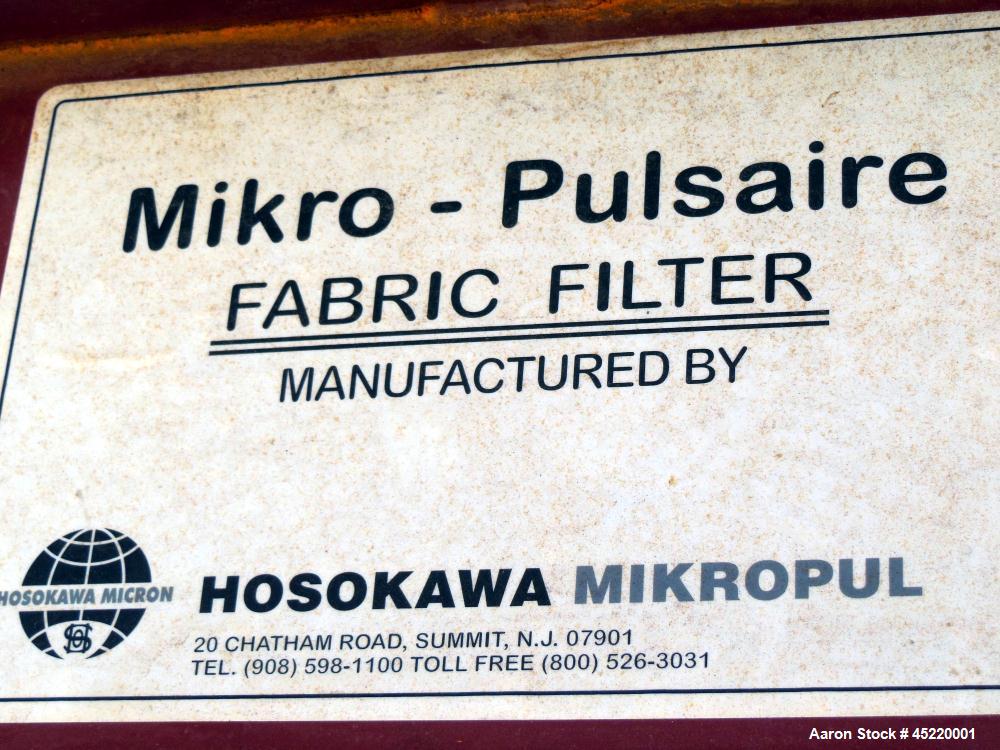 Mikro - Pulsaire
FABRIC FILTER
MANUFACTURED BY
HOSOKAWA MICRON
HOSOKAWA MIKROPUL
20 CHATHAM ROAD, SUMMIT, N.J. 07901
TEL. (908) 598-1100 TOLL FREE (800) 526-3031
Aaron Stock # 45220001